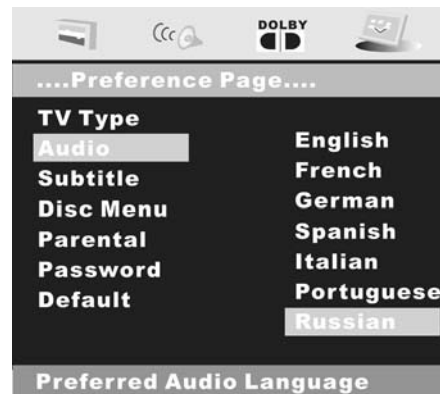 DOLBY
....Preference Page....
TV Type
Audio
Subtitle
Disc Menu
Parental
Password
Default
English
French
German
Spanish
Italian
Portuguese
Russian
Preferred Audio Language